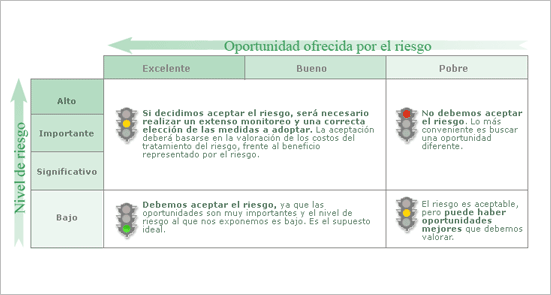 Oportunidad ofrecida por el riesgo
Excelente
Bueno
Pobre
Nivel de riesgo
Alto
Importante
Significativo
Si decidimos aceptar el riesgo, será necesario
realizar un extenso monitoreo y una correcta
elección de las medidas a adoptar. La aceptación
deberá basarse en la valoración de los costos del
tratamiento del riesgo, frente al beneficio
representado por el riesgo.
No debemos aceptar
el riesgo. Lo más
conveniente es buscar
una oportunidad
diferente.
Bajo
Debemos aceptar el riesgo, ya que las
oportunidades son muy importantes y el nivel de
riesgo al que nos exponemos es bajo. Es el supuesto
ideal.
El riesgo es aceptable,
pero puede haber
oportunidades
mejores que debemos
valorar.